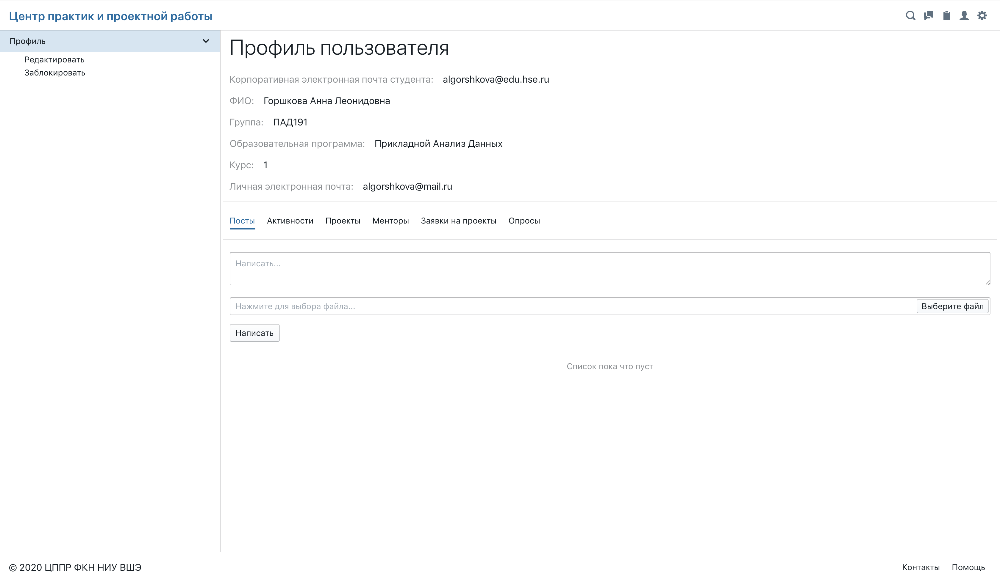 Центр практик и проектной работы
Профиль
Редактировать
Заблокировать
Профиль пользователя
Корпоративная электронная почта студента: algorshkova@edu.hse.ru
ФИО: Горшкова Анна Леонидовна
Группа: ПАД191
Образовательная программа: Прикладной Анализ Данных
Курс: 1
Личная электронная почта: algorshkova@mail.ru
Посты Активности Проекты Менторы Заявки на проекты Опросы
Написать...
Нажмите для выбора файла... Выберите файл
Написать
Список пока что пуст
© 2020 ЦППР ФКН НИУ ВШЭ Контакты Помощь